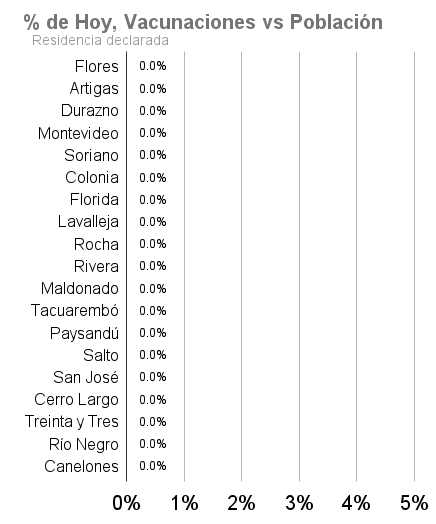 % de Hoy, Vacunaciones vs Población
Residencia declarada
Flores 0.0%
Artigas 0.0%
Durazno 0.0%
Montevideo 0.0%
Soriano 0.0%
Colonia 0.0%
Florida 0.0%
Lavalleja 0.0%
Rocha 0.0%
Rivera 0.0%
Maldonado 0.0%
Tacuarembó 0.0%
Paysandú 0.0%
Salto 0.0%
San José 0.0%
Cerro Largo 0.0%
Treinta y Tres 0.0%
Río Negro 0.0%
Canelones 0.0%
0% 1% 2% 3% 4% 5%